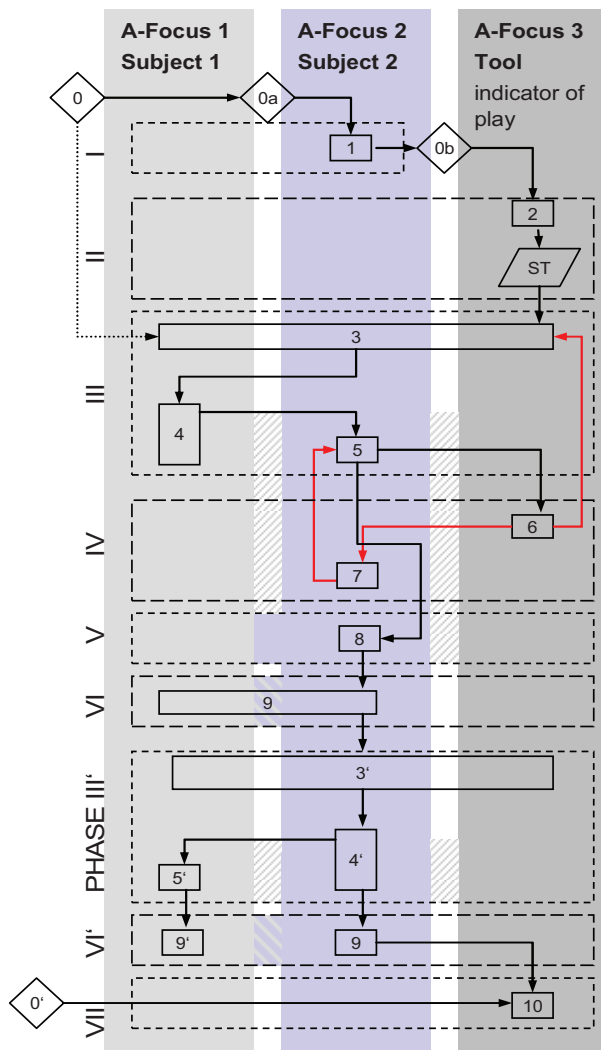 A-Focus 1
Subject 1
A-Focus 2
Subject 2
A-Focus 3
Tool
indicator of
play
0
0a
I
1
0b
2
II
ST
3
III
4
5
IV
6
7
V
8
VI
9
PHASE III‘
3‘
4‘
5‘
VI‘
9‘
9
0‘
VII
10